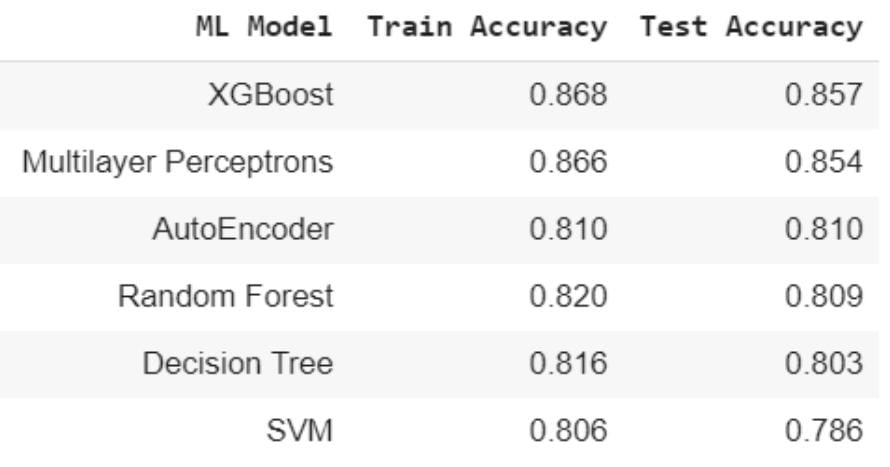 ML Model Train Accuracy Test Accuracy
XGBoost 0.868 0.857
Multilayer Perceptrons 0.866 0.854
AutoEncoder 0.810 0.810
Random Forest 0.820 0.809
Decision Tree 0.816 0.803
SVM 0.806 0.786